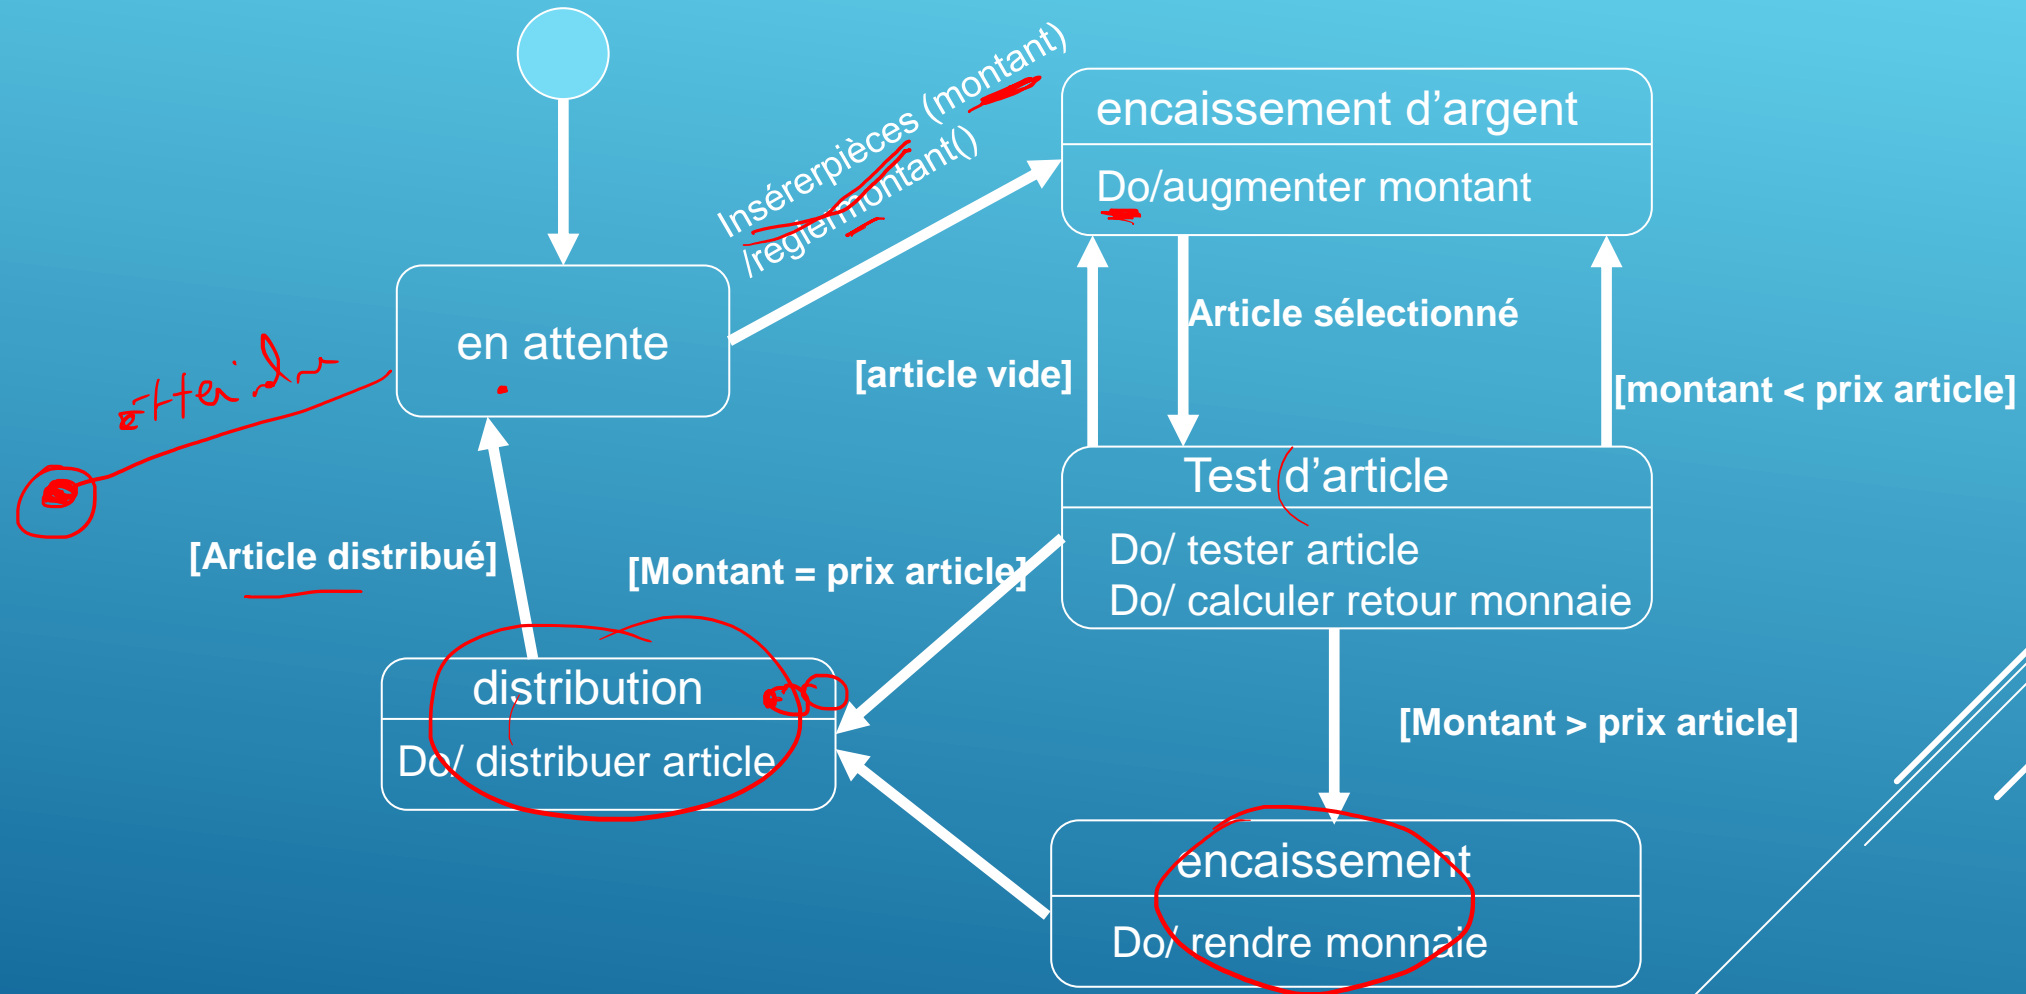 Insérerpièces (montant)
/réglermontant()
encaissement d’argent
Do/augmenter montant
en attente
Article sélectionné
[article vide]
[montant < prix article]
Test d’article
Do/ tester article
Do/ calculer retour monnaie
[Article distribué]
[Montant = prix article]
distribution
Do/ distribuer article
[Montant > prix article]
encaissement
Do/ rendre monnaie